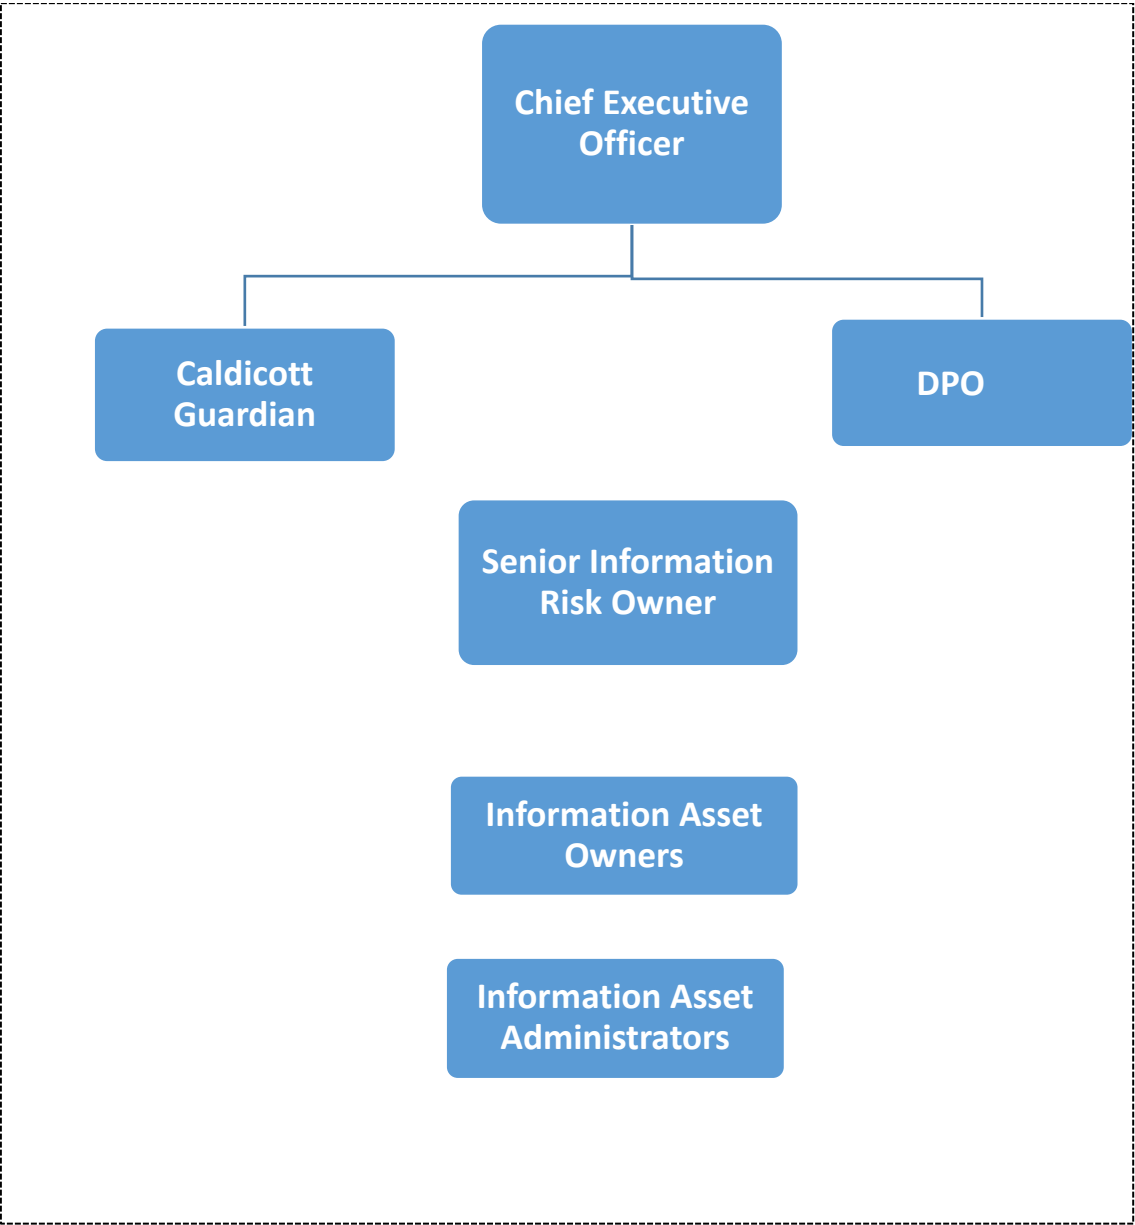 Chief Executive
Officer
Caldicott
Guardian
DPO
Senior Information
Risk Owner
Information Asset
Owners
Information Asset
Administrators